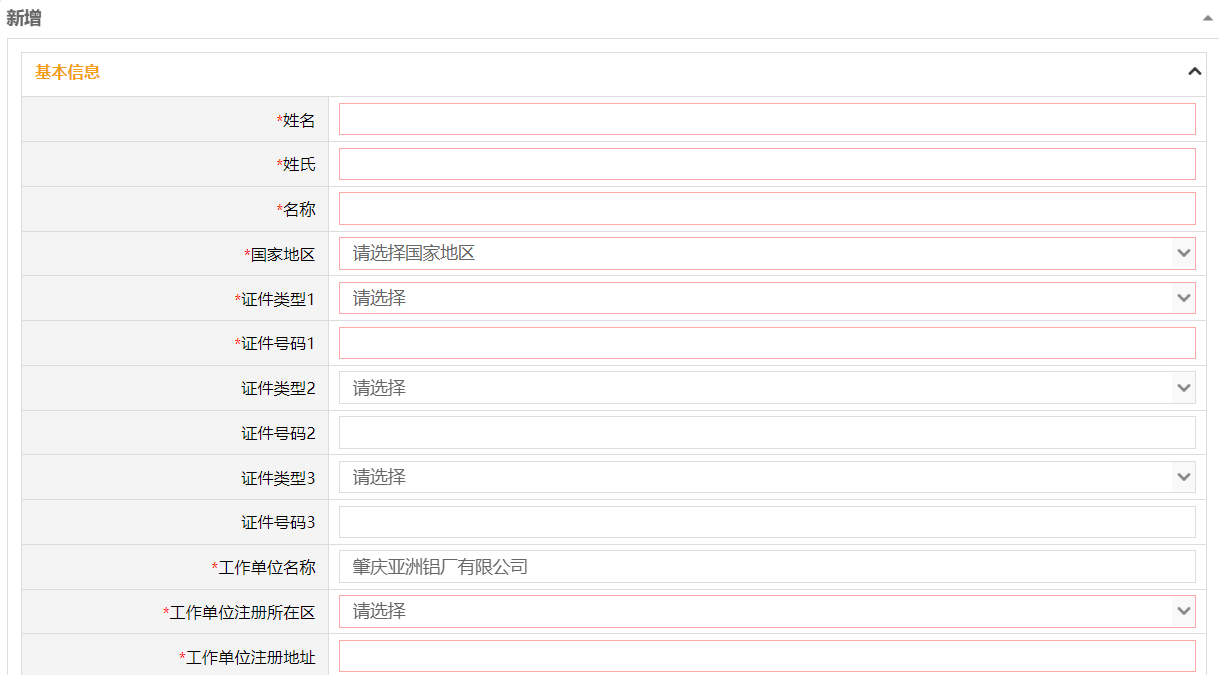 新增
基本信息
*姓名
*姓氏
*名称
*国家地区 请选择国家地区
*证件类型1 请选择
*证件号码1
证件类型2 请选择
证件号码2
证件类型3 请选择
证件号码3
*工作单位名称 肇庆亚洲铝厂有限公司
*工作单位注册所在区 请选择
*工作单位注册地址